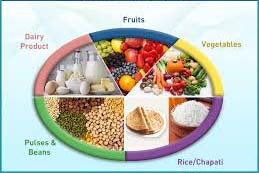 Fruits
Dairy
Product
Vegetables
Pulses &
Beans
Rice/Chapati